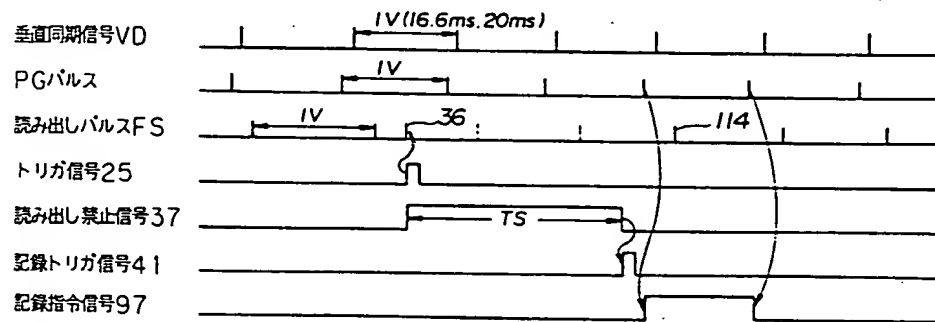 1V(16.6ms, 20ms)
垂直同期信号VD
1V
PGパルス
1V
36
114
読み出しパルスFS
トリガ信号25
読み出し禁止信号37
TS
記録トリガ信号41
記録指令信号97